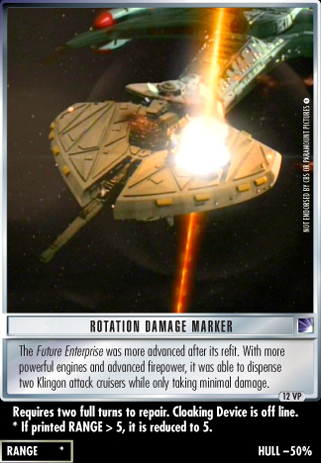 NOT ENDORSED BY CBS OR PARAMOUNT PICTURES
ROTATION DAMAGE MARKER
The Future Enterprise was more advanced after its refit. With more
powerful engines and advanced firepower, it was able to dispense
two Klingon attack cruisers while only taking minimal damage.
12 VP
Requires two full turns to repair. Cloaking Device is off line.
* If printed RANGE > 5, it is reduced to 5.
RANGE *
HULL –50%